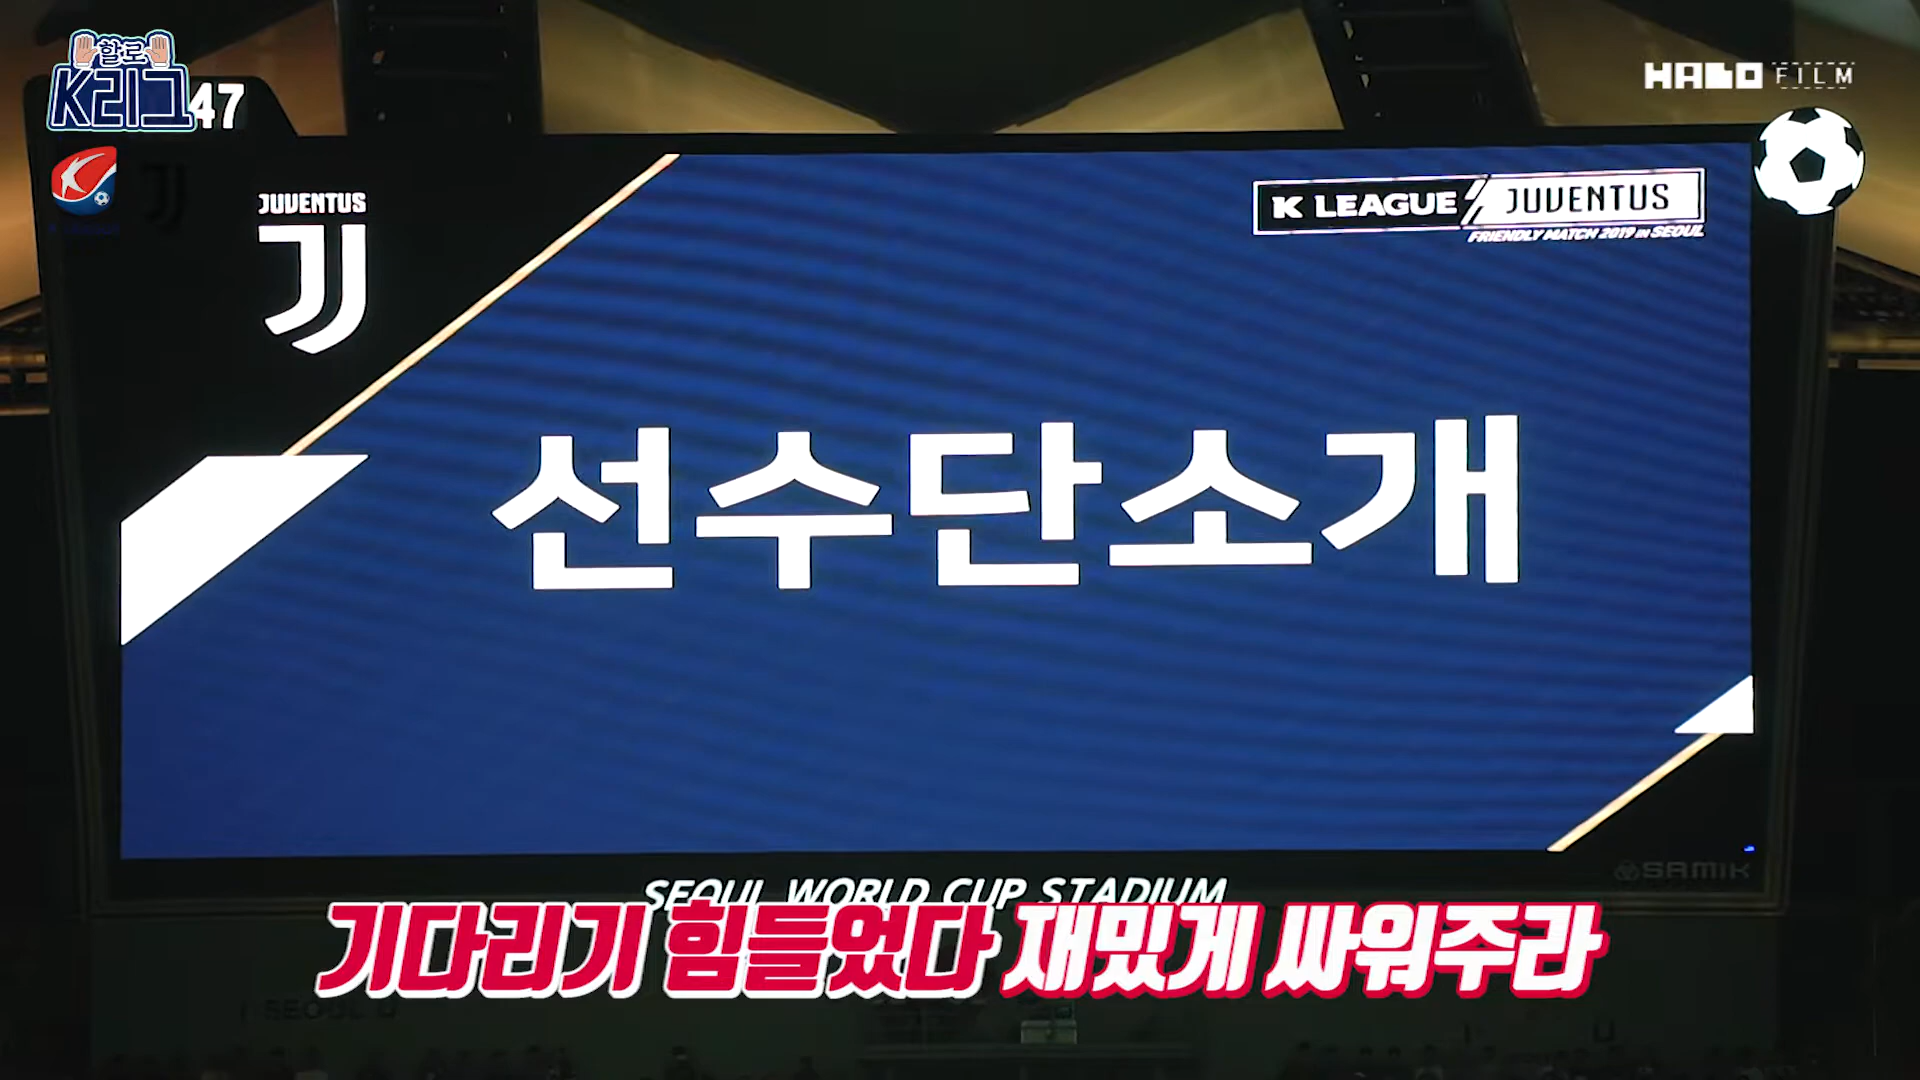 할로
K리그47
HALO FILM
JUVENTUS
K LEAGUE JUVENTUS
FRIENDLY MATCH 2019 IN SEOUL
선수단소개
SAMIK
SEOUL WORLD CUP STADIUM
기다리기 힘들었다 재밌게 싸워주라